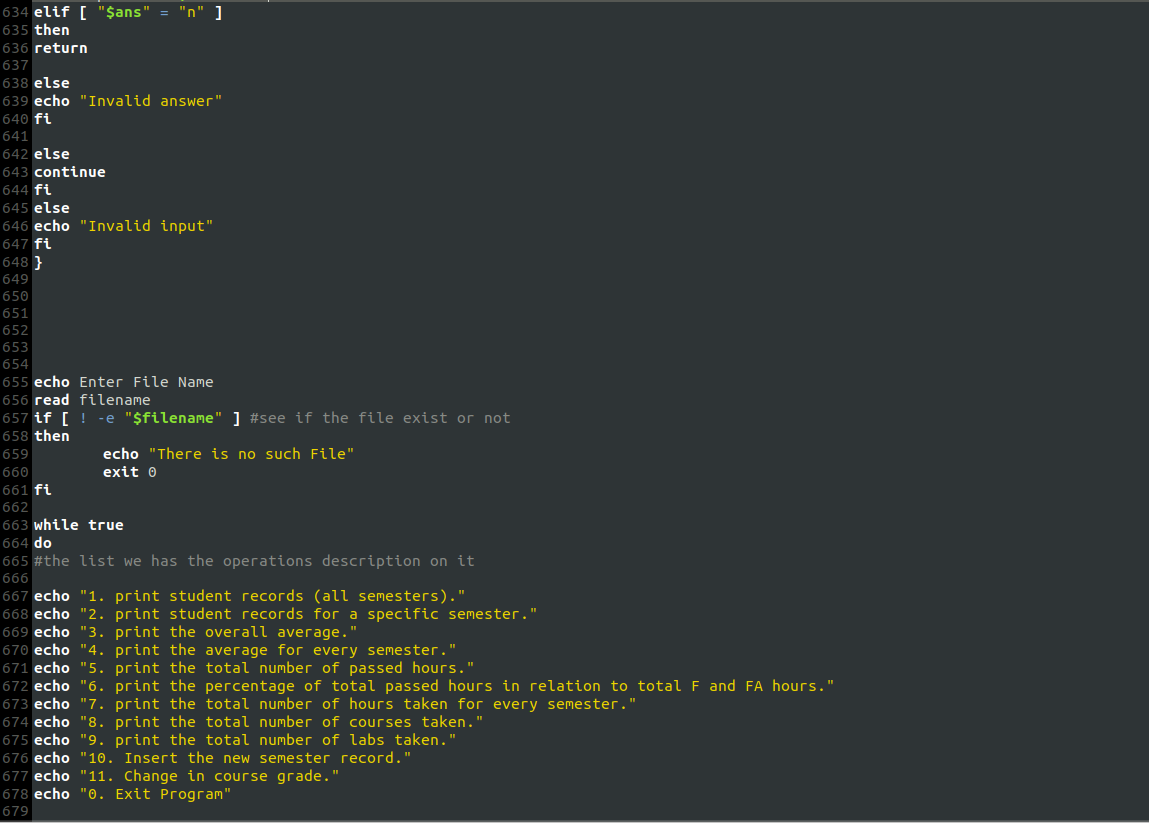 634 elif [ "$ans" = "n" ]
635 then
636 return
637
638 else
639 echo "Invalid answer"
640 fi
641
642 else
643 continue
644 fi
645 else
646 echo "Invalid input"
647 fi
648 }
649
650
651
652
653
654
655 echo Enter File Name
656 read filename
657 if [ ! -e "$filename" ] #see if the file exist or not
658 then
659         echo "There is no such File"
660         exit 0
661 fi
662
663 while true
664 do
665 #the list we has the operations description on it
666
667 echo "1. print student records (all semesters)."
668 echo "2. print student records for a specific semester."
669 echo "3. print the overall average."
670 echo "4. print the average for every semester."
671 echo "5. print the total number of passed hours."
672 echo "6. print the percentage of total passed hours in relation to total F and FA hours."
673 echo "7. print the total number of hours taken for every semester."
674 echo "8. print the total number of courses taken."
675 echo "9. print the total number of labs taken."
676 echo "10. Insert the new semester record."
677 echo "11. Change in course grade."
678 echo "0. Exit Program"
679